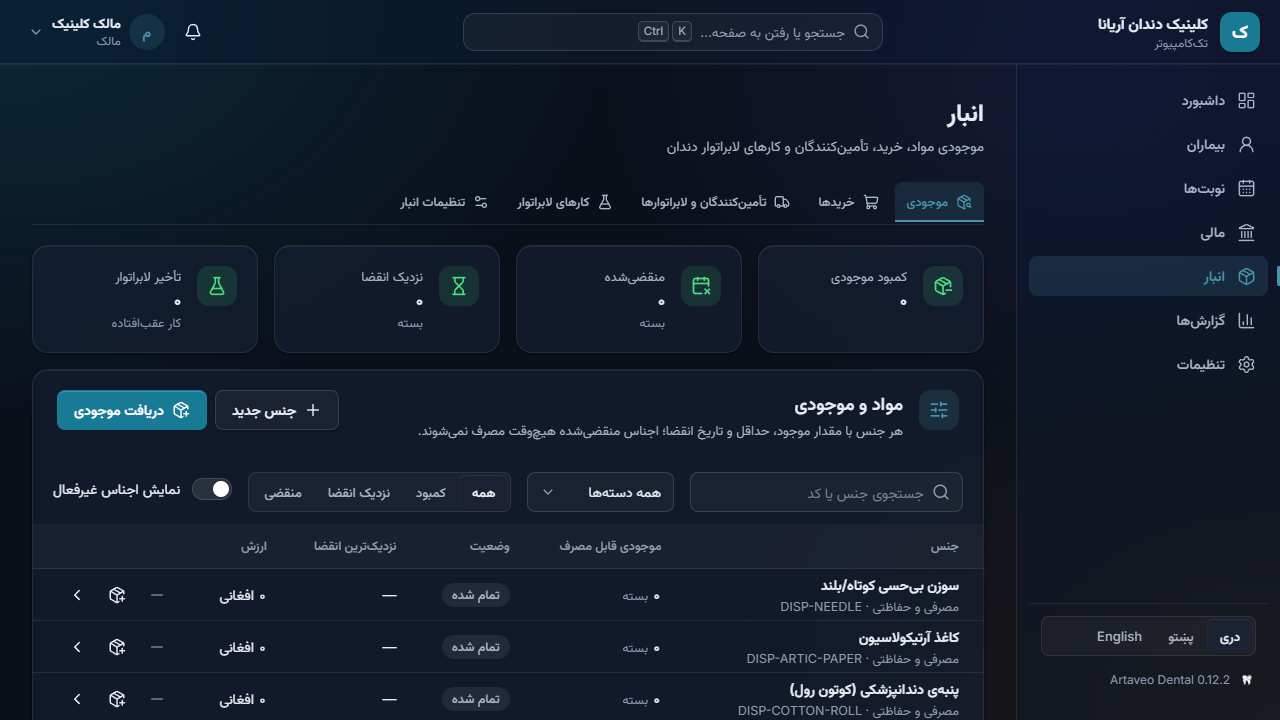 کلینیک دندان آریانا
تک‌کامپیوتر
جستجو یا رفتن به صفحه...
Ctrl K
مالک کلینیک
مالک
م
ک
داشبورد
بیماران
نوبت‌ها
مالی
انبار
گزارش‌ها
تنظیمات
دری پښتو English
Artaveo Dental 0.12.2
انبار
موجودی مواد، خرید، تأمین‌کنندگان و کارهای لابراتوار دندان
موجودی خریدها تأمین‌کنندگان و لابراتوارها کارهای لابراتوار تنظیمات انبار
کمبود موجودی
۰
منقضی‌شده
۰
بسته
نزدیک انقضا
۰
بسته
تأخیر لابراتوار
۰
کار عقب‌افتاده
مواد و موجودی
هر جنس با مقدار موجود، حداقل و تاریخ انقضا؛ اجناس منقضی‌شده هیچ‌وقت مصرف نمی‌شوند.
جنس جدید
دریافت موجودی
جستجوی جنس یا کد
همه دسته‌ها
همه کمبود نزدیک انقضا منقضی
نمایش اجناس غیرفعال
جنس موجودی قابل مصرف وضعیت نزدیک‌ترین انقضا ارزش
سوزن بی‌حسی کوتاه/بلند
مصرفی و حفاظتی · DISP-NEEDLE
۰ بسته تمام شده — ۰ افغانی —
کاغذ آرتیکولاسیون
مصرفی و حفاظتی · DISP-ARTIC-PAPER
۰ بسته تمام شده — ۰ افغانی —
پنبه‌ی دندانپزشکی (کوتون رول)
مصرفی و حفاظتی · DISP-COTTON-ROLL
۰ بسته تمام شده — ۰ افغانی —